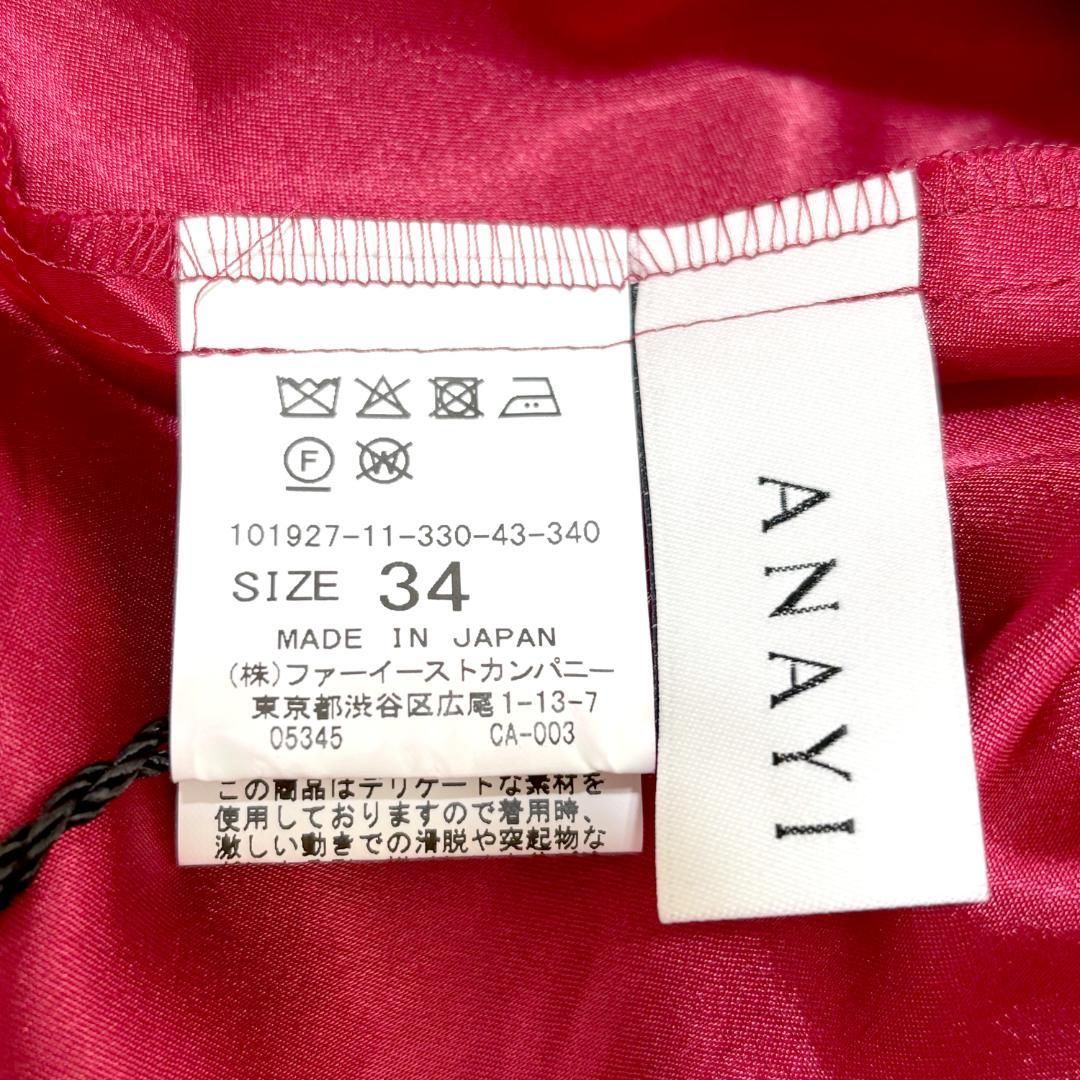 F
W
101927-11-330-43-340
SIZE 34
MADE IN JAPAN
(株)ファーイーストカンパニー
東京都渋谷区広尾1-13-7
05345 CA-003
この商品はデリケートな素材を
使用しておりますので着用時、
激しい動きでの滑脱や突起物な
ANAYI